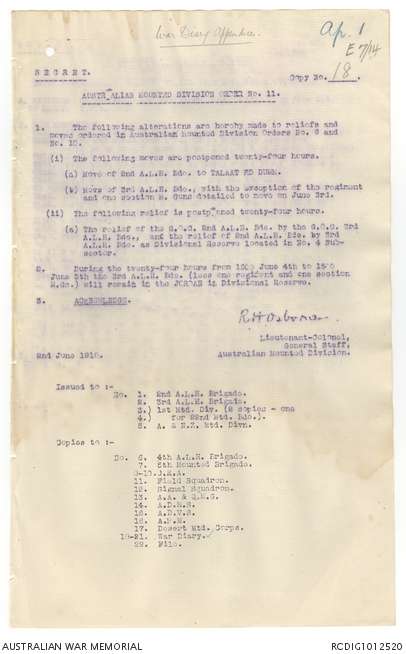 War Diary Appendice.
Ap. 1
E 7/14
SECRET.
Copy No. 18.
AUSTRALIAN MOUNTED DIVISION ORDER No. 11.
1. The following alterations are hereby made to reliefs and
moves ordered in Australian Mounted Division Orders No. 9 and
No. 10.
(i) The following moves are postponed twenty-four hours.
(a) Move of 2nd A.L.H. Bde. to TALAAT ED DUMM.
(b) Move of 3rd A.L.H. Bde., with the exception of the regiment
and one section M. Guns detailed to move on June 3rd.
(ii) The following relief is postponed twenty-four hours.
(a) The relief of the G.O.C. 2nd A.L.H. Bde. by the G.O.C. 3rd
A.L.H. Bde., and the relief of 2nd A.L.H. Bde. by 3rd
A.L.H. Bde. as Divisional Reserve located in No. 4 Sub-
sector.
2. During the twenty-four hours from 1800 June 4th to
June 5th the 3rd A.L.H. Bde. (less one regiment and one section
M.Gs.) will remain in the JORDAN in Divisional Reserve.
3. ACKNOWLEDGE.
R H Osborne
Lieutenant-Colonel,
General Staff,
Australian Mounted Division.
2nd June 1918.
Issued to :-
No. 1. 2nd A.L.H. Brigade.
2. 3rd A.L.H. Brigade.
3.) 1st Mtd. Div. (2 copies - one
4.) for 22nd Mtd. Bde.).
5. A. & N.Z. Mtd. Divn.
Copies to :-
No. 6. 4th A.L.H. Brigade.
7. 5th Mounted Brigade.
8-10. C.R.A.
11. Field Squadron.
12. Signal Squadron.
13. A.A. & Q.M.G.
14. A.D.M.S.
15. A.D.V.S.
16. A.P.M.
17. Desert Mtd. Corps.
18-21. War Diary.
22. File.
AUSTRALIAN WAR MEMORIAL
RCDIG1012520